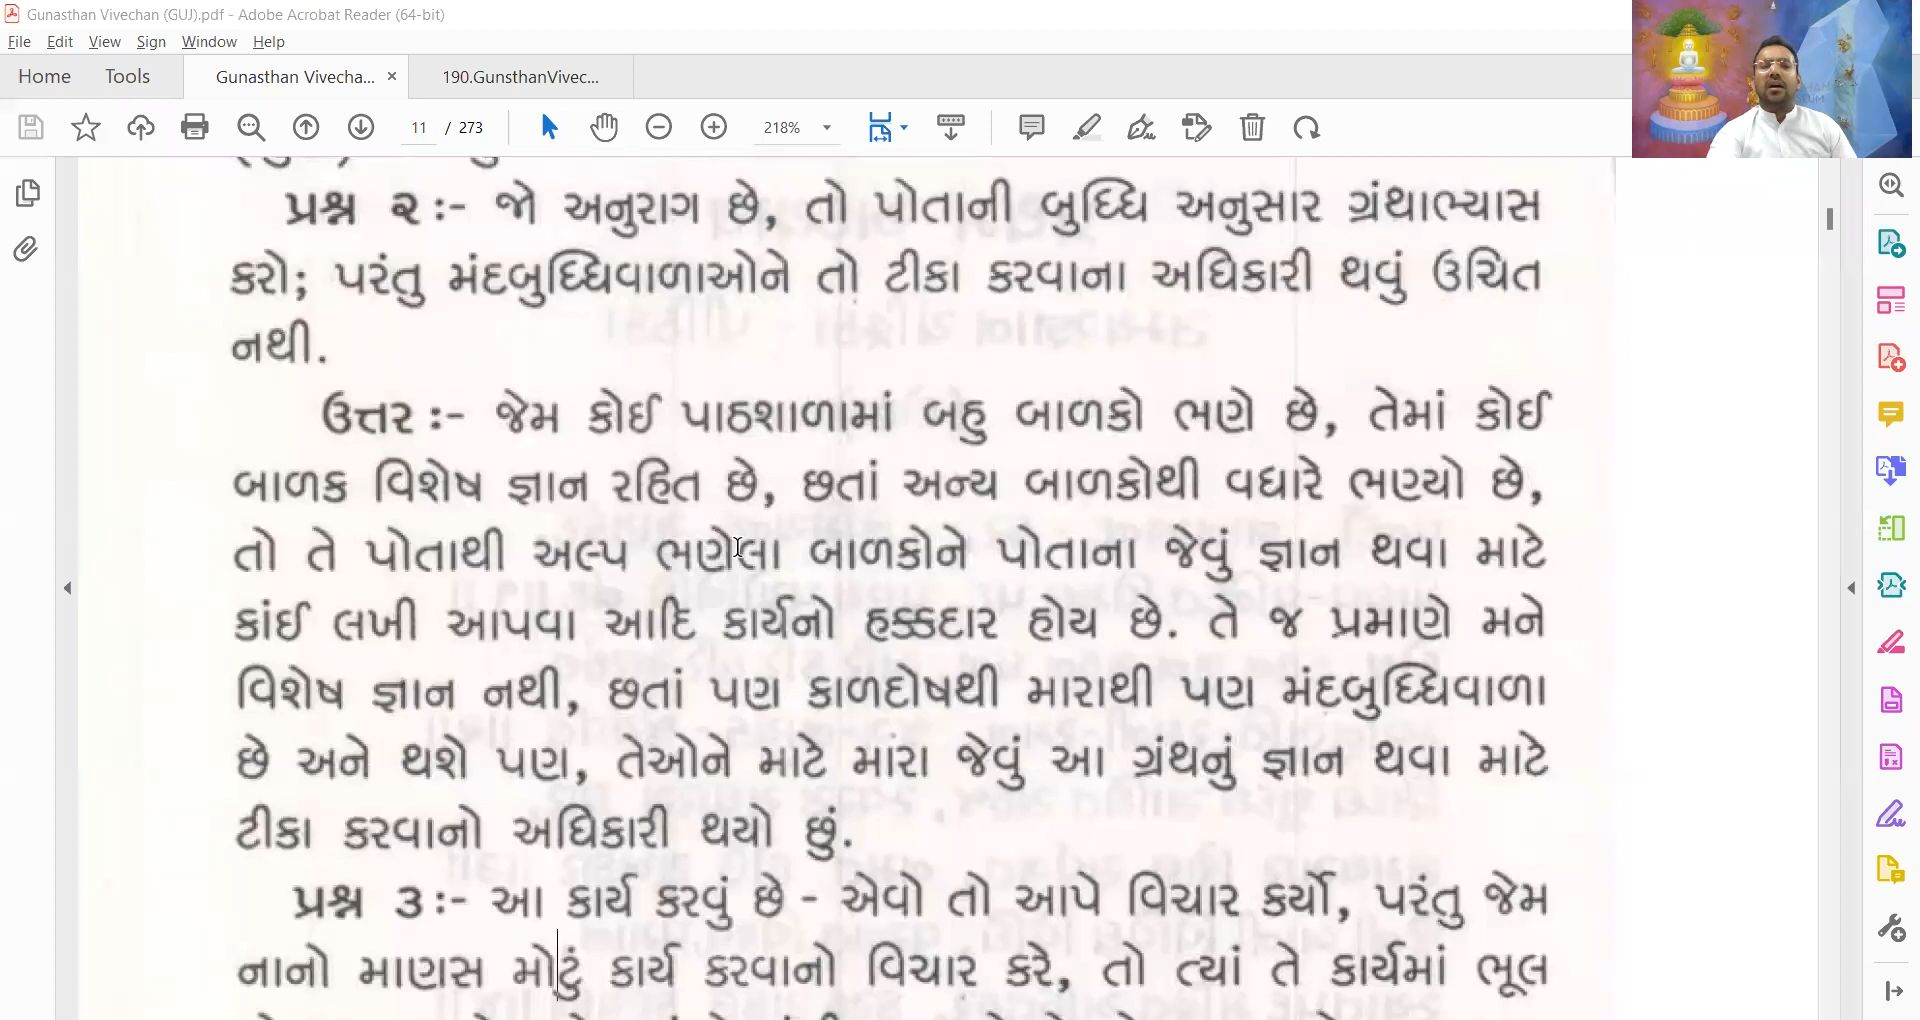 Gunasthan Vivechan (GUJ).pdf - Adobe Acrobat Reader (64-bit)
File Edit View Sign Window Help
Home Tools Gunasthan Vivecha... × 190.GunsthanVivec...
11 / 273 218%
પ્રશ્ન ૨ :- જો અનુરાગ છે, તો પોતાની બુધ્ધિ અનુસાર ગ્રંથાભ્યાસ
કરો; પરંતુ મંદબુધ્ધિવાળાઓને તો ટીકા કરવાના અધિકારી થવું ઉચિત
નથી.
ઉત્તર :- જેમ કોઈ પાઠશાળામાં બહુ બાળકો ભણે છે, તેમાં કોઈ
બાળક વિશેષ જ્ઞાન રહિત છે, છતાં અન્ય બાળકોથી વધારે ભણ્યો છે,
તો તે પોતાથી અલ્પ ભણેલા બાળકોને પોતાના જેવું જ્ઞાન થવા માટે
કાંઈ લખી આપવા આદિ કાર્યનો હક્કદાર હોય છે. તે જ પ્રમાણે મને
વિશેષ જ્ઞાન નથી, છતાં પણ કાળદોષથી મારાથી પણ મંદબુધ્ધિવાળા
છે અને થશે પણ, તેઓને માટે મારા જેવું આ ગ્રંથનું જ્ઞાન થવા માટે
ટીકા કરવાનો અધિકારી થયો છું.
પ્રશ્ન ૩ :- આ કાર્ય કરવું છે - એવો તો આપે વિચાર કર્યો, પરંતુ જેમ
નાનો માણસ મોટું કાર્ય કરવાનો વિચાર કરે, તો ત્યાં તે કાર્યમાં ભૂલ